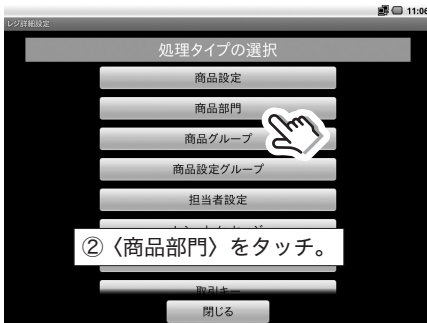 11:06
レジ詳細設定
処理タイプの選択
商品設定
商品部門
商品グループ
商品設定グループ
担当者設定
②〈商品部門〉をタッチ。
取引キー
閉じる